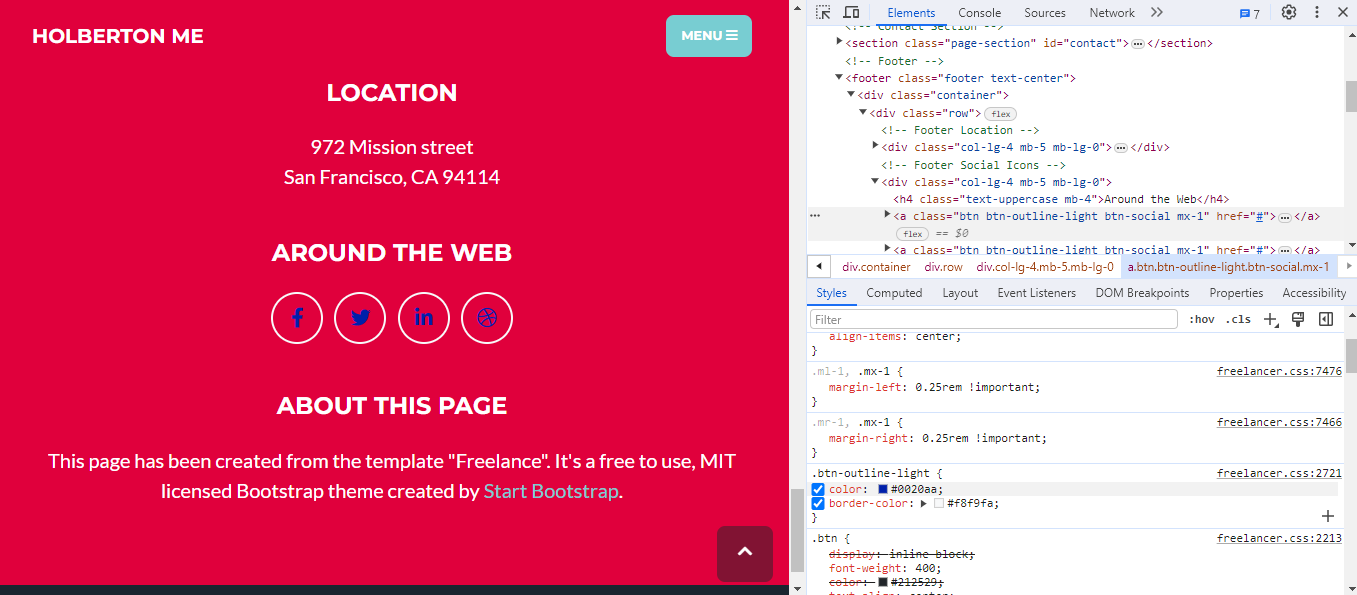 HOLBERTON ME
MENU
LOCATION
972 Mission street
San Francisco, CA 94114
AROUND THE WEB
ABOUT THIS PAGE
This page has been created from the template "Freelance". It's a free to use, MIT
licensed Bootstrap theme created by Start Bootstrap.
Elements Console Sources Network 7
<!-- Contact Section -->
<section class="page-section" id="contact"> ⋯ </section>
<!-- Footer -->
<footer class="footer text-center">
<div class="container">
<div class="row"> flex
<!-- Footer Location -->
<div class="col-lg-4 mb-5 mb-lg-0"> ⋯ </div>
<!-- Footer Social Icons -->
<div class="col-lg-4 mb-5 mb-lg-0">
<h4 class="text-uppercase mb-4">Around the Web</h4>
<a class="btn btn-outline-light btn-social mx-1" href="#"> ⋯ </a>
flex == $0
<a class="btn btn-outline-light btn-social mx-1" href="#"> ⋯ </a>
div.container div.row div.col-lg-4.mb-5.mb-lg-0 a.btn.btn-outline-light.btn-social.mx-1
Styles Computed Layout Event Listeners DOM Breakpoints Properties Accessibility
Filter :hov .cls
align-items: center;
}
.ml-1, .mx-1 { freelancer.css:7476
margin-left: 0.25rem !important;
}
.mr-1, .mx-1 { freelancer.css:7466
margin-right: 0.25rem !important;
}
.btn-outline-light { freelancer.css:2721
color: #0020aa;
border-color: #f8f9fa;
}
.btn { freelancer.css:2213
display: inline-block;
font-weight: 400;
color: #212529;
text-align: center;